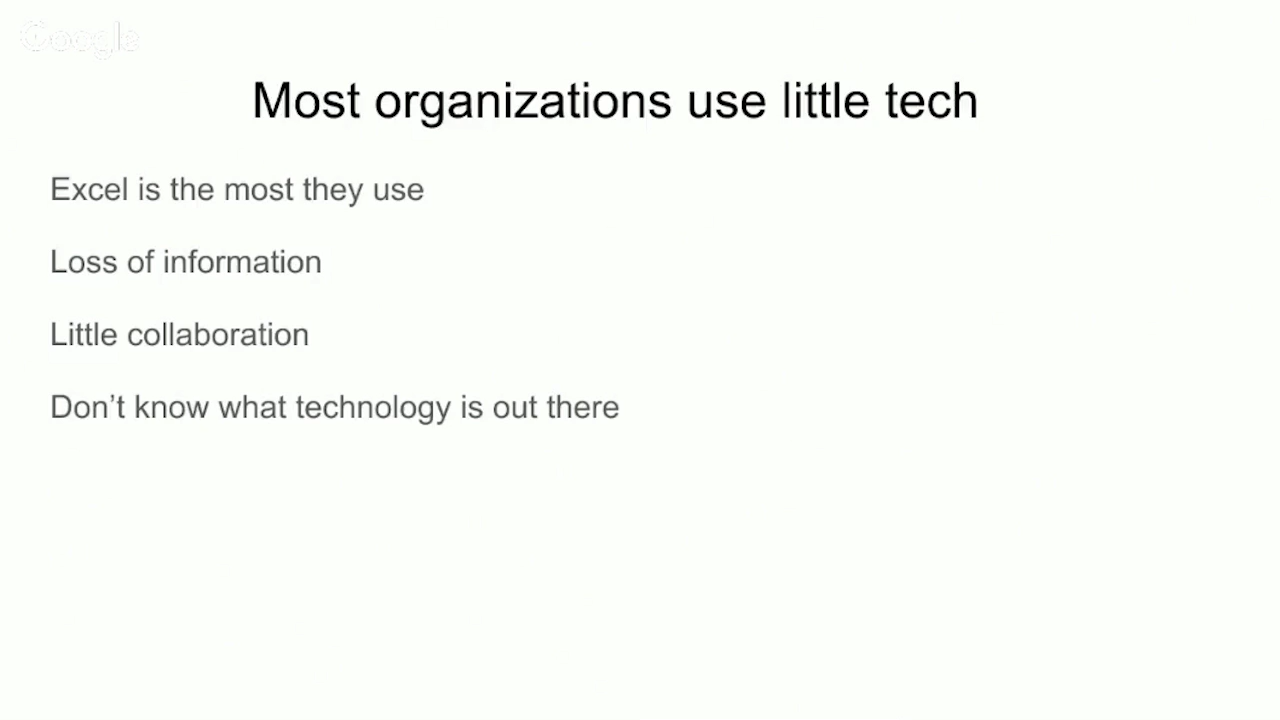 Google
Most organizations use little tech
Excel is the most they use
Loss of information
Little collaboration
Don’t know what technology is out there